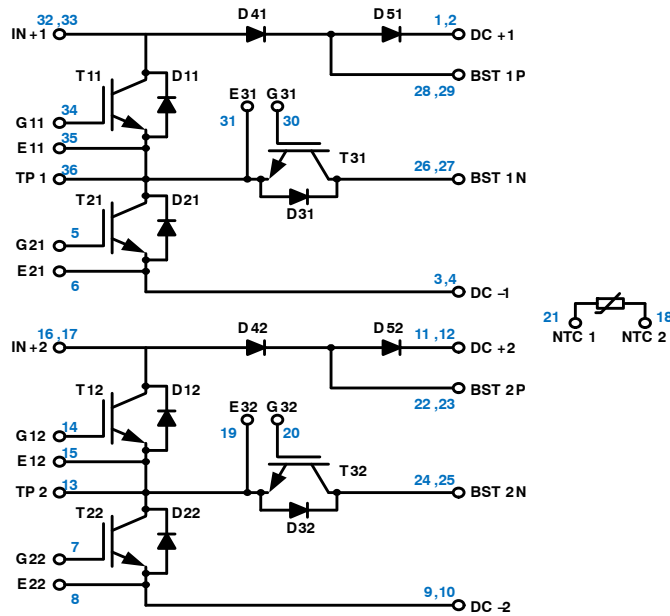 D41 D51
32 ,33 1,2
IN+1 DC +1
T11 D11 BST 1P
E31 G31 28 ,29
34 31 30
G11
35 T31
E11
36 26 ,27
TP 1 BST 1N
T21 D21
5 D31
G21
E21 3,4
6 DC –1
21 18
NTC 1 NTC 2
D42 D52
16 ,17 11 ,12
IN+2 DC +2
T12 D12 BST 2P
E32 G32 22 ,23
14 19 20
G12
15 T32
E12
13 24 ,25
TP 2 BST 2N
T22 D22
7 D32
G22
E22 9,10
8 DC –2